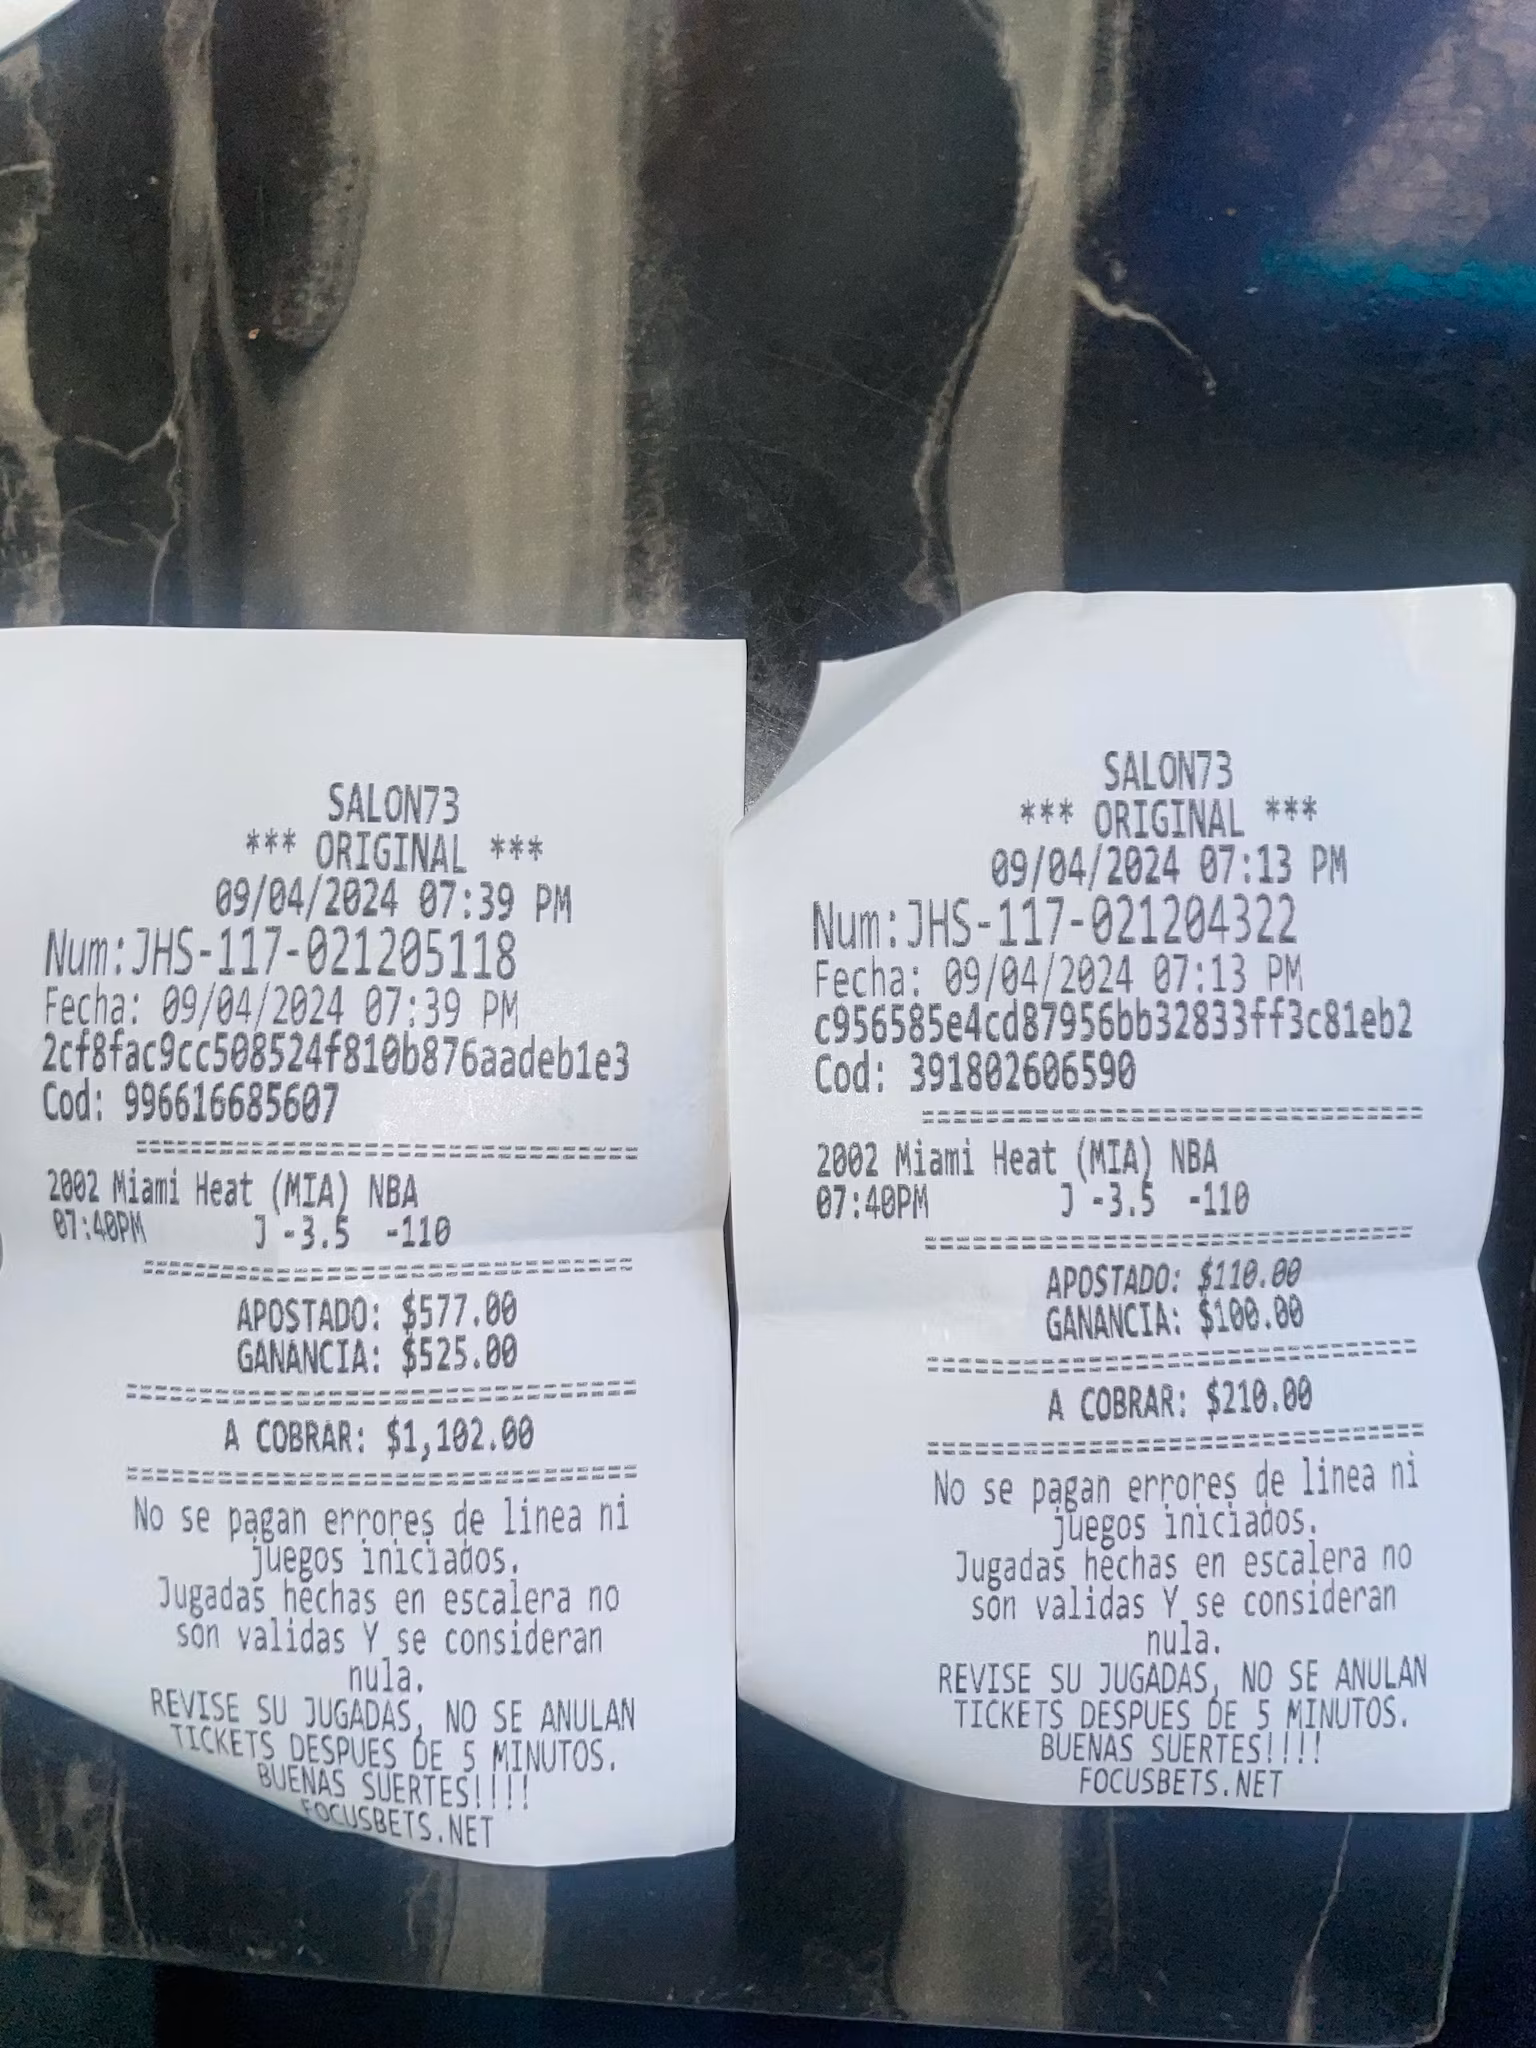 SALON73
*** ORIGINAL ***
09/04/2024 07:39 PM
Num:JHS-117-021205118
Fecha: 09/04/2024 07:39 PM
2cf8fac9cc508524f810b876aadeb1e3
Cod: 996616685607
================================
2002 Miami Heat (MIA) NBA
07:40PM J -3.5 -110
================================
APOSTADO: $577.00
GANANCIA: $525.00
================================
A COBRAR: $1,102.00
================================
No se pagan errores de linea ni
juegos iniciados.
Jugadas hechas en escalera no
son validas Y se consideran
nula.
REVISE SU JUGADAS, NO SE ANULAN
TICKETS DESPUES DE 5 MINUTOS.
BUENAS SUERTES!!!!
FOCUSBETS.NET
SALON73
*** ORIGINAL ***
09/04/2024 07:13 PM
Num:JHS-117-021204322
Fecha: 09/04/2024 07:13 PM
c956585e4cd87956bb32833ff3c81eb2
Cod: 391802606590
================================
2002 Miami Heat (MIA) NBA
07:40PM J -3.5 -110
================================
APOSTADO: $110.00
GANANCIA: $100.00
================================
A COBRAR: $210.00
================================
No se pagan errores de linea ni
juegos iniciados.
Jugadas hechas en escalera no
son validas Y se consideran
nula.
REVISE SU JUGADAS, NO SE ANULAN
TICKETS DESPUES DE 5 MINUTOS.
BUENAS SUERTES!!!!
FOCUSBETS.NET